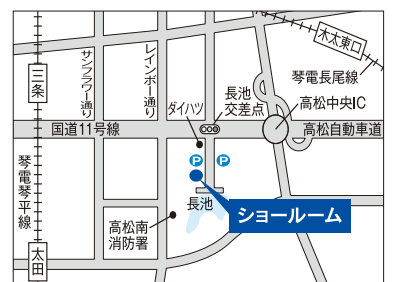 木太東口
琴電長尾線
三条
サンフラワー通り
レインボー通り
ダイハツ
長池
交差点
高松中央IC
国道11号線
高松自動車道
P
P
琴電琴平線
長池
ショールーム
高松南
消防署
太田